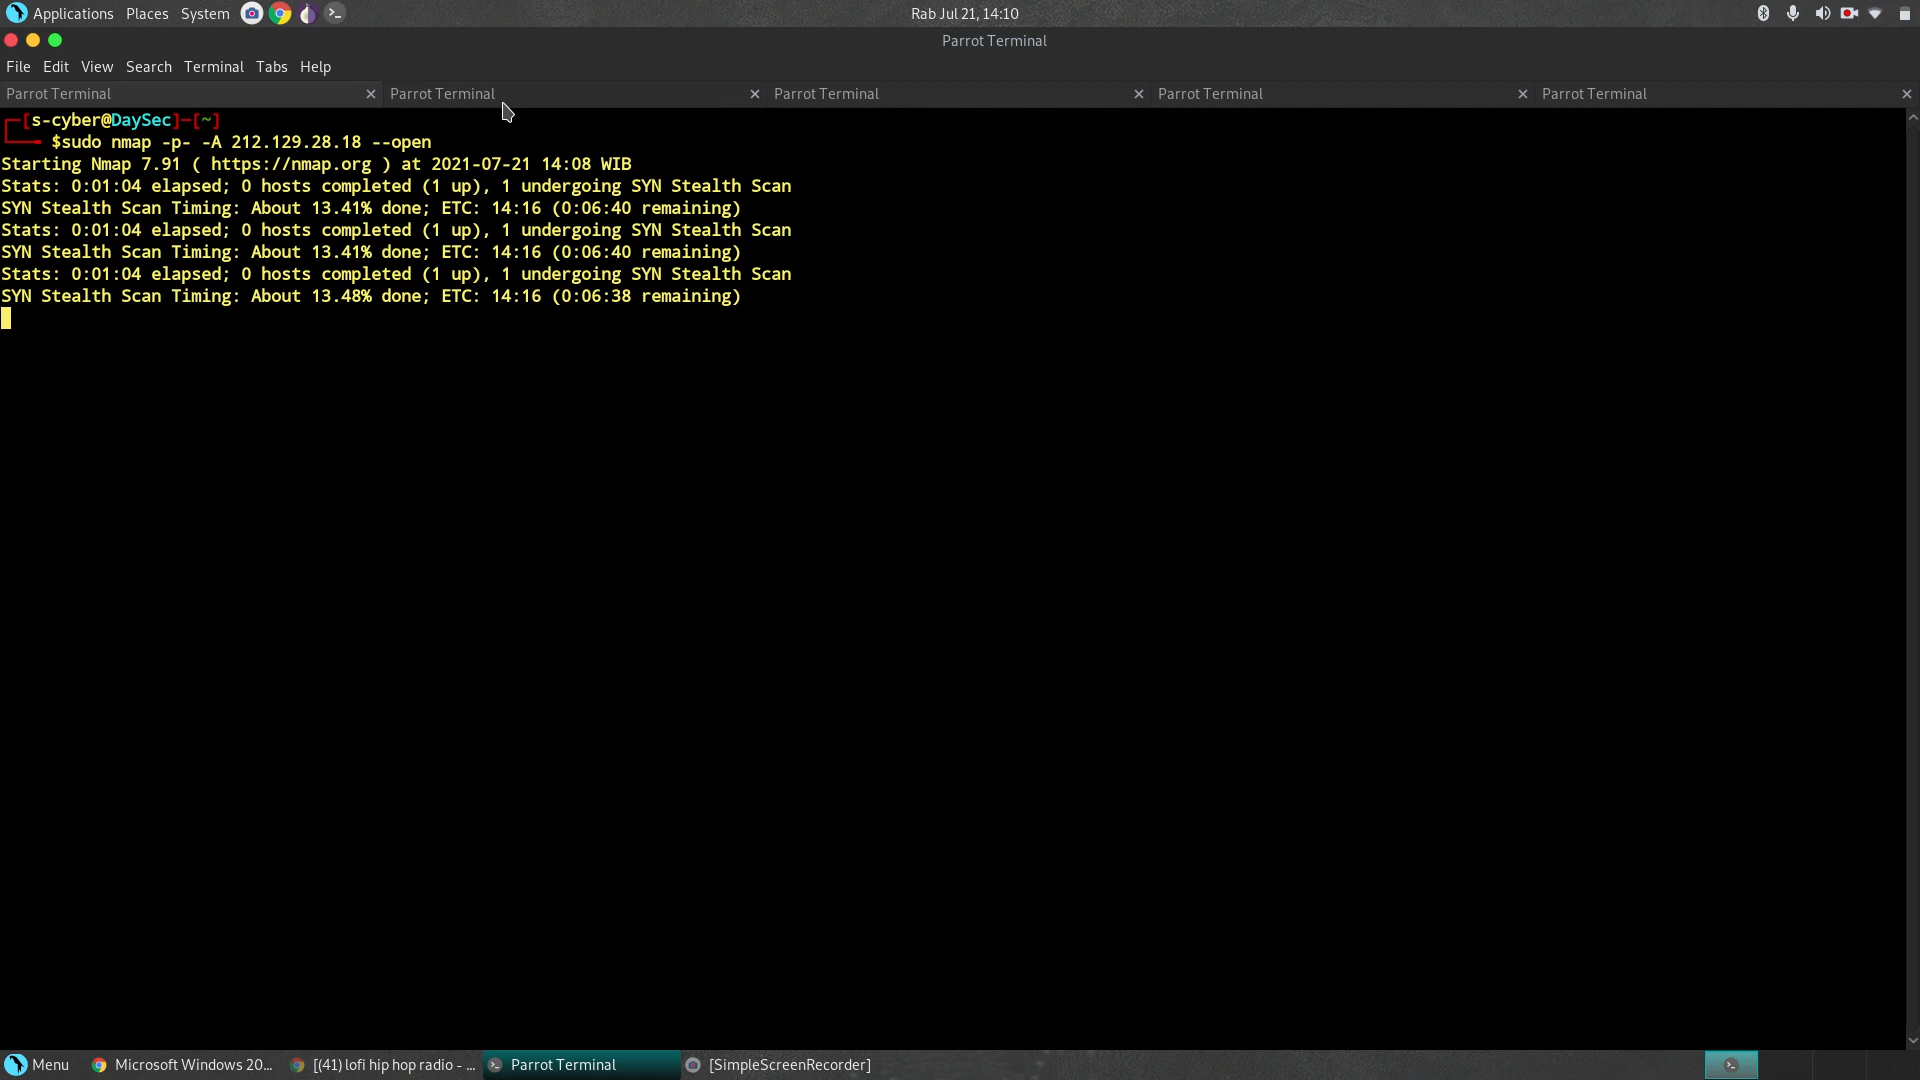 Applications Places System Rab Jul 21, 14:10
Parrot Terminal
File Edit View Search Terminal Tabs Help
Parrot Terminal Parrot Terminal Parrot Terminal Parrot Terminal Parrot Terminal
[s-cyber@DaySec]-[~]
$sudo nmap -p- -A 212.129.28.18 --open
Starting Nmap 7.91 ( https://nmap.org ) at 2021-07-21 14:08 WIB
Stats: 0:01:04 elapsed; 0 hosts completed (1 up), 1 undergoing SYN Stealth Scan
SYN Stealth Scan Timing: About 13.41% done; ETC: 14:16 (0:06:40 remaining)
Stats: 0:01:04 elapsed; 0 hosts completed (1 up), 1 undergoing SYN Stealth Scan
SYN Stealth Scan Timing: About 13.41% done; ETC: 14:16 (0:06:40 remaining)
Stats: 0:01:04 elapsed; 0 hosts completed (1 up), 1 undergoing SYN Stealth Scan
SYN Stealth Scan Timing: About 13.48% done; ETC: 14:16 (0:06:38 remaining)
Menu Microsoft Windows 20... [(41) lofi hip hop radio - ... Parrot Terminal [SimpleScreenRecorder]